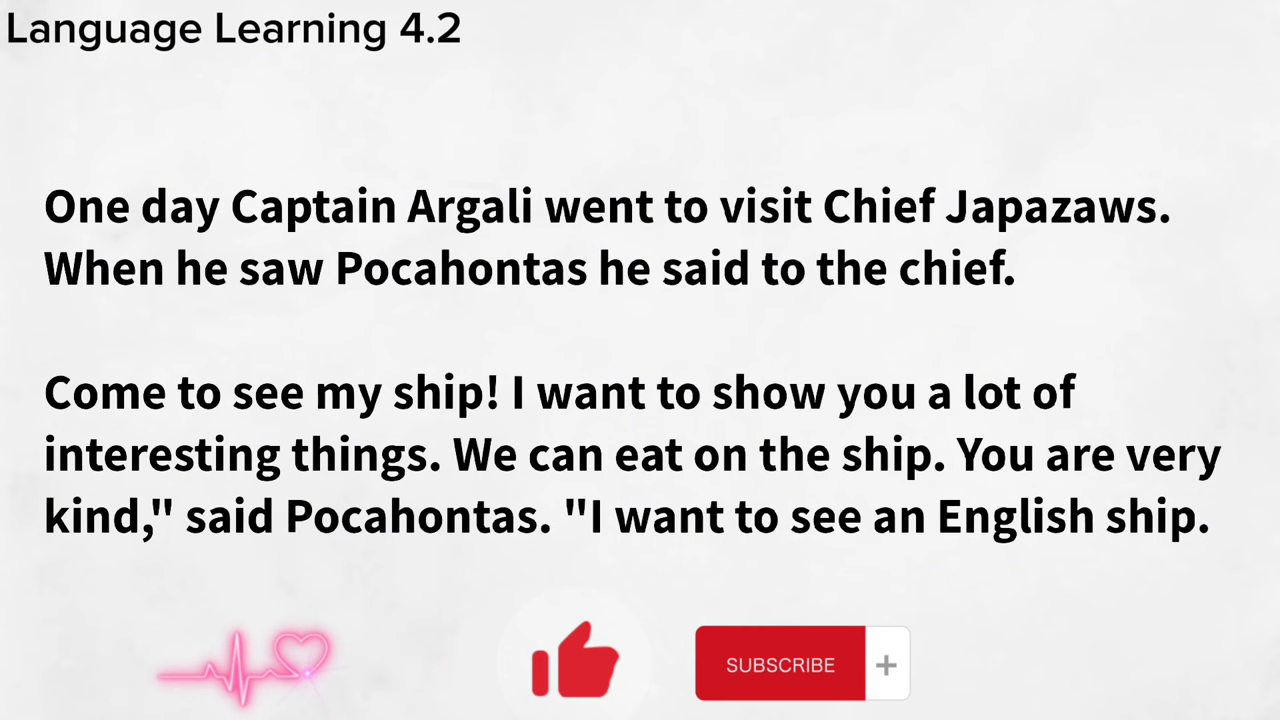 Language Learning 4.2
One day Captain Argali went to visit Chief Japazaws.
When he saw Pocahontas he said to the chief.
Come to see my ship! I want to show you a lot of
interesting things. We can eat on the ship. You are very
kind," said Pocahontas. "I want to see an English ship.
SUBSCRIBE +